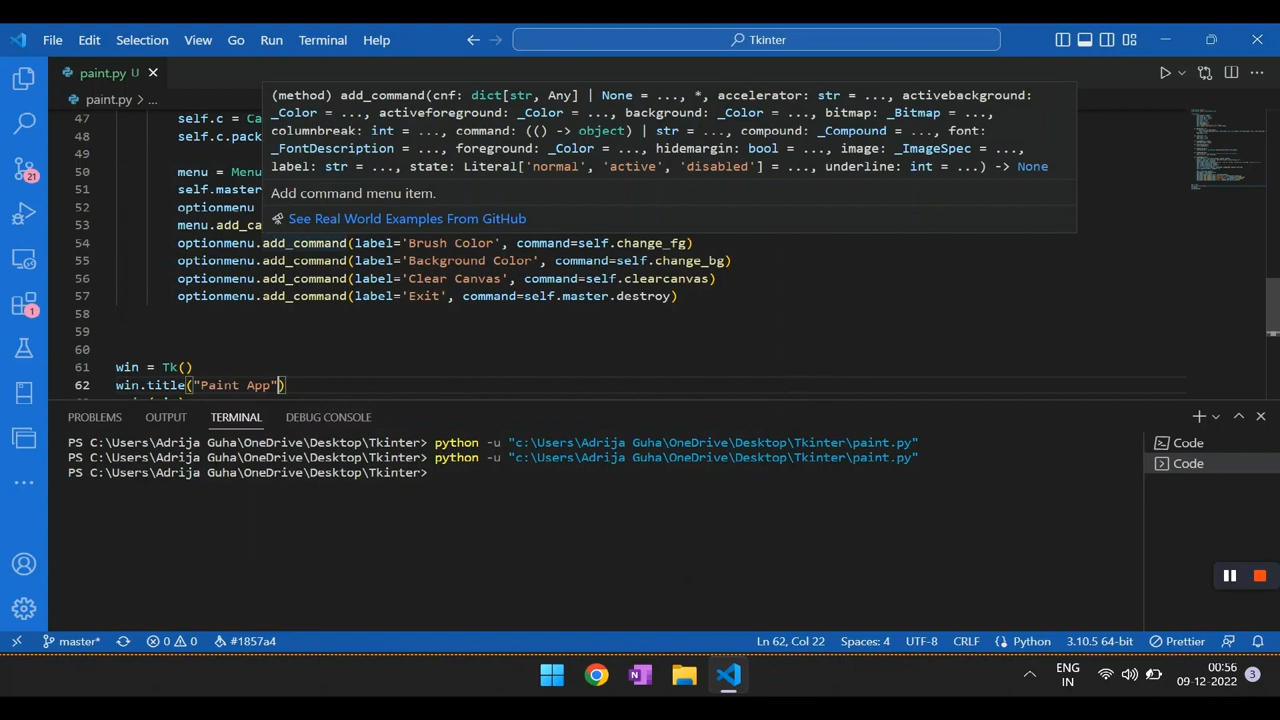 File Edit Selection View Go Run Terminal Help Tkinter
paint.py U
paint.py > ...
(method) add_command(cnf: dict[str, Any] | None = ..., *, accelerator: str = ..., activebackground:
_Color = ..., activeforeground: _Color = ..., background: _Color = ..., bitmap: _Bitmap = ...,
columnbreak: int = ..., command: (() -> object) | str = ..., compound: _Compound = ..., font:
_FontDescription = ..., foreground: _Color = ..., hidemargin: bool = ..., image: _ImageSpec = ...,
label: str = ..., state: Literal['normal', 'active', 'disabled'] = ..., underline: int = ...) -> None
Add command menu item.
See Real World Examples From GitHub
47 self.c = Ca
48 self.c.pack
49
50 menu = Menu
51 self.master
52 optionmenu
53 menu.add_ca
54 optionmenu.add_command(label='Brush Color', command=self.change_fg)
55 optionmenu.add_command(label='Background Color', command=self.change_bg)
56 optionmenu.add_command(label='Clear Canvas', command=self.clearcanvas)
57 optionmenu.add_command(label='Exit', command=self.master.destroy)
58
59
60
61 win = Tk()
62 win.title("Paint App")
PROBLEMS OUTPUT TERMINAL DEBUG CONSOLE
PS C:\Users\Adrija Guha\OneDrive\Desktop\Tkinter> python -u "c:\Users\Adrija Guha\OneDrive\Desktop\Tkinter\paint.py"
PS C:\Users\Adrija Guha\OneDrive\Desktop\Tkinter> python -u "c:\Users\Adrija Guha\OneDrive\Desktop\Tkinter\paint.py"
PS C:\Users\Adrija Guha\OneDrive\Desktop\Tkinter>
Code
Code
21
1
master* 0 0 #1857a4 Ln 62, Col 22 Spaces: 4 UTF-8 CRLF Python 3.10.5 64-bit Prettier
ENG
IN
00:56
09-12-2022
3